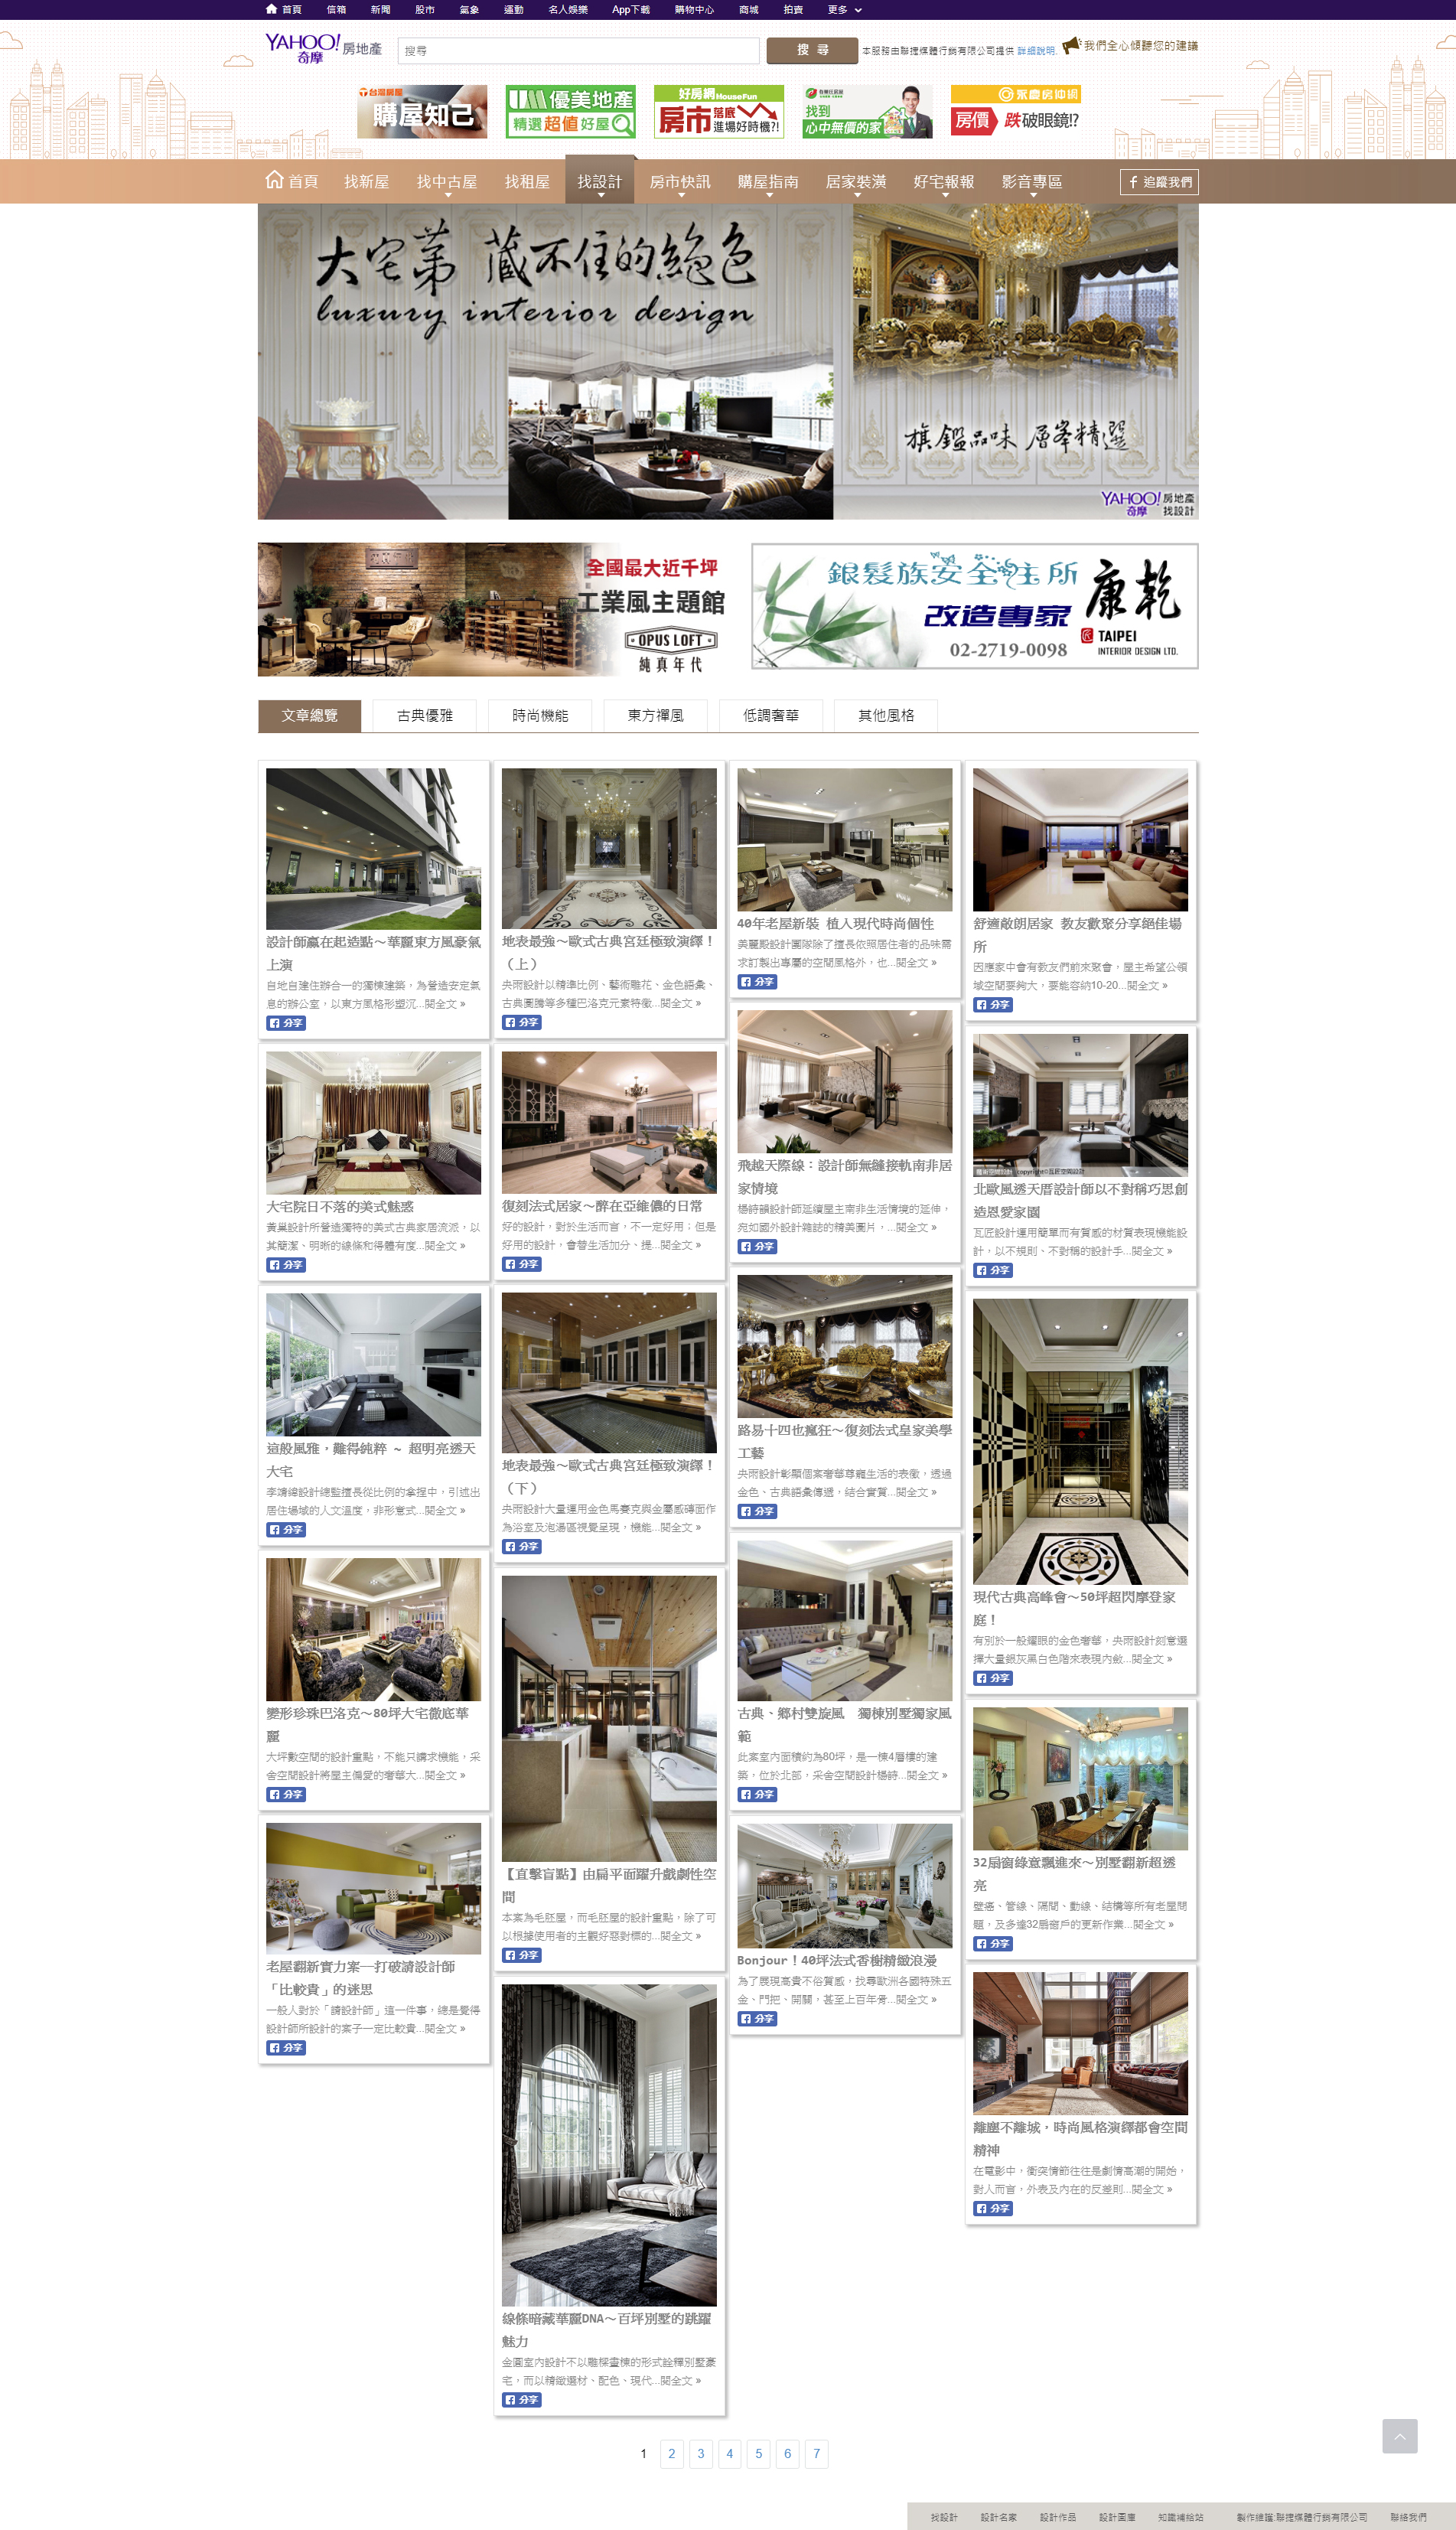 首頁 信箱 新聞 股市 氣象 運動 名人娛樂 App下載 購物中心 商城 拍賣 更多
YAHOO! 奇摩 房地產 搜尋 搜 尋 本服務由聯捷媒體行銷有限公司提供 詳細說明. 我們全心傾聽您的建議
台灣房屋
購屋知己
優美地產
精選超值好屋
好房網HouseFun
房市落底進場好時機?!
找到
心中無價的家
永慶房仲網
房價 跌破眼鏡!?
首頁 找新屋 找中古屋 找租屋 找設計 房市快訊 購屋指南 居家裝潢 好宅報報 影音專區 追蹤我們
大宅第 藏不住的絕色
luxury interior design
旗鑑品味 層峯精選
YAHOO! 奇摩 房地產 找設計
全國最大近千坪
工業風主題館
OPUS LOFT
純真年代
銀髮族安全住所
改造專家
02-2719-0098
康乾
TAIPEI
INTERIOR DESIGN LTD.
文章總覽 古典優雅 時尚機能 東方禪風 低調奢華 其他風格
設計師贏在起造點～華麗東方風豪氣
上演
自地自建住辦合一的獨棟建築，為營造安定氣
息的辦公室，以東方風格形塑沉...閱全文 »
分享
大宅院日不落的美式魅惑
黃巢設計所營造獨特的美式古典家居流派，以
其簡潔、明晰的線條和得體有度...閱全文 »
分享
這般風雅，難得純粹 ~ 超明亮透天
大宅
李靖緯設計總監擅長從比例的拿捏中，引述出
居住場域的人文溫度，非形意式...閱全文 »
分享
變形珍珠巴洛克～80坪大宅徹底華
麗
大坪數空間的設計重點，不能只講求機能，采
舍空間設計將屋主偏愛的奢華大...閱全文 »
分享
老屋翻新實力案─打破請設計師
「比較貴」的迷思
一般人對於「請設計師」這一件事，總是覺得
設計師所設計的案子一定比較貴...閱全文 »
分享
地表最強～歐式古典宮廷極致演繹！
（上）
央雨設計以精準比例、藝術雕花、金色語彙、
古典圖騰等多種巴洛克元素特徵...閱全文 »
分享
復刻法式居家～醉在亞維儂的日常
好的設計，對於生活而言，不一定好用；但是
好用的設計，會替生活加分、提...閱全文 »
分享
地表最強～歐式古典宮廷極致演繹！
（下）
央雨設計大量運用金色馬賽克與金屬感磚面作
為浴室及泡湯區視覺呈現，機能...閱全文 »
分享
【直擊盲點】由扁平面躍升戲劇性空
間
本案為毛胚屋，而毛胚屋的設計重點，除了可
以根據使用者的主觀好惡對標的...閱全文 »
分享
線條暗藏華麗DNA～百坪別墅的跳躍
魅力
金圜室內設計不以雕樑畫棟的形式詮釋別墅豪
宅，而以精緻選材、配色、現代...閱全文 »
分享
40年老屋新裝 植入現代時尚個性
美麗殿設計團隊除了擅長依照居住者的品味需
求訂製出專屬的空間風格外，也...閱全文 »
分享
飛越天際線：設計師無縫接軌南非居
家情境
楊詩韻設計師延續屋主南非生活情境的延伸，
宛如國外設計雜誌的精美圖片，...閱全文 »
分享
路易十四也瘋狂～復刻法式皇家美學
工藝
央雨設計彰顯個案奢華尊寵生活的表徵，透過
金色、古典語彙傳遞，結合實質...閱全文 »
分享
古典、鄉村雙旋風 獨棟別墅獨家風
範
此案室內面積約為80坪，是一棟4層樓的建
築，位於北部，采舍空間設計楊詩...閱全文 »
分享
Bonjour！40坪法式香榭精緻浪漫
為了展現高貴不俗質感，找尋歐洲各國特殊五
金、門把、開關，甚至上百年骨...閱全文 »
分享
舒適敞朗居家 教友歡聚分享絕佳場
所
因應家中會有教友們前來聚會，屋主希望公領
域空間要夠大，要能容納10-20...閱全文 »
分享
北歐風透天厝設計師以不對稱巧思創
造恩愛家園
瓦匠設計運用簡單而有質感的材質表現機能設
計，以不規則、不對稱的設計手...閱全文 »
分享
現代古典高峰會～50坪超閃摩登家
庭！
有別於一般耀眼的金色奢華，央雨設計刻意選
擇大量銀灰黑白色階來表現內斂...閱全文 »
分享
32扇窗綠意飄進來～別墅翻新超透
亮
壁癌、管線、隔間、動線、結構等所有老屋問
題，及多達32扇窗戶的更新作業...閱全文 »
分享
離塵不離城，時尚風格演繹都會空間
精神
在電影中，衝突情節往往是劇情高潮的開始，
對人而言，外表及內在的反差則...閱全文 »
分享
1 2 3 4 5 6 7
找設計 設計名家 設計作品 設計圖庫 知識補給站 製作維護:聯捷媒體行銷有限公司 聯絡我們